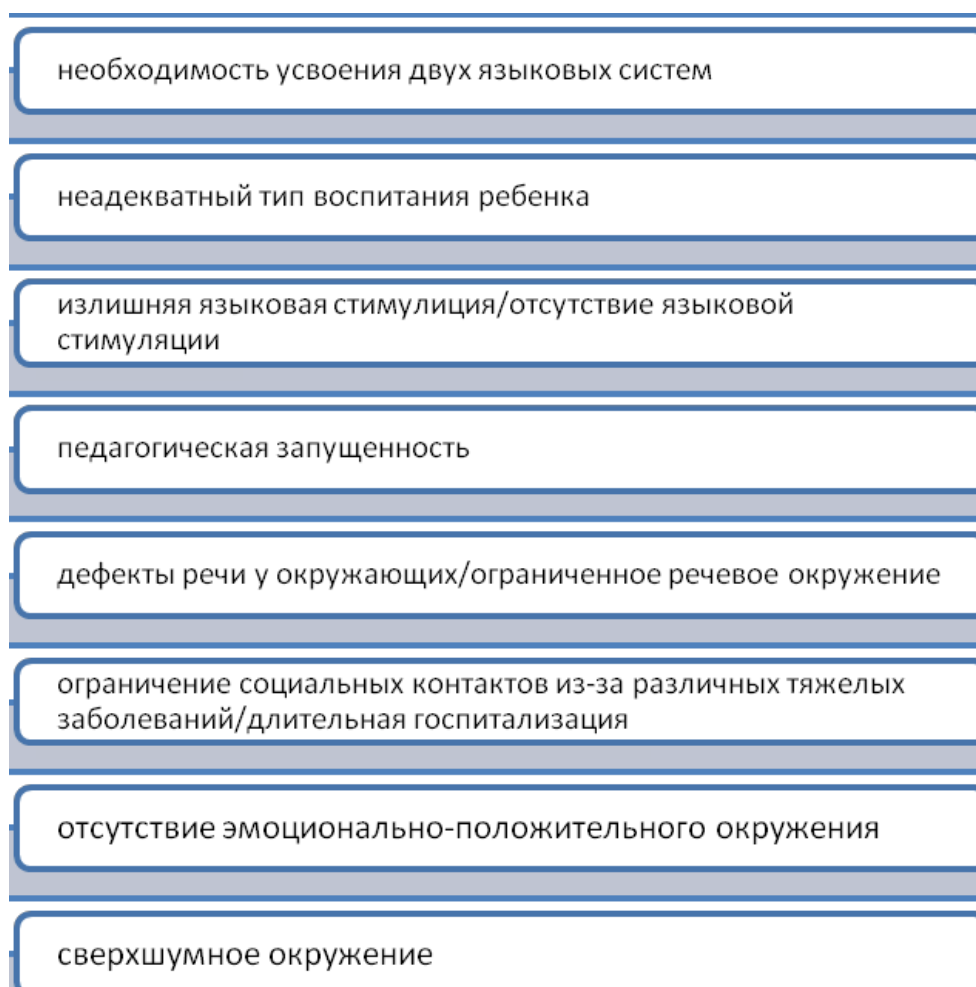 необходимость усвоения двух языковых систем
неадекватный тип воспитания ребенка
излишняя языковая стимулиция/отсутствие языковой
стимуляции
педагогическая запущенность
дефекты речи у окружающих/ограниченное речевое окружение
ограничение социальных контактов из-за различных тяжелых
заболеваний/длительная госпитализация
отсутствие эмоционально-положительного окружения
сверхшумное окружение